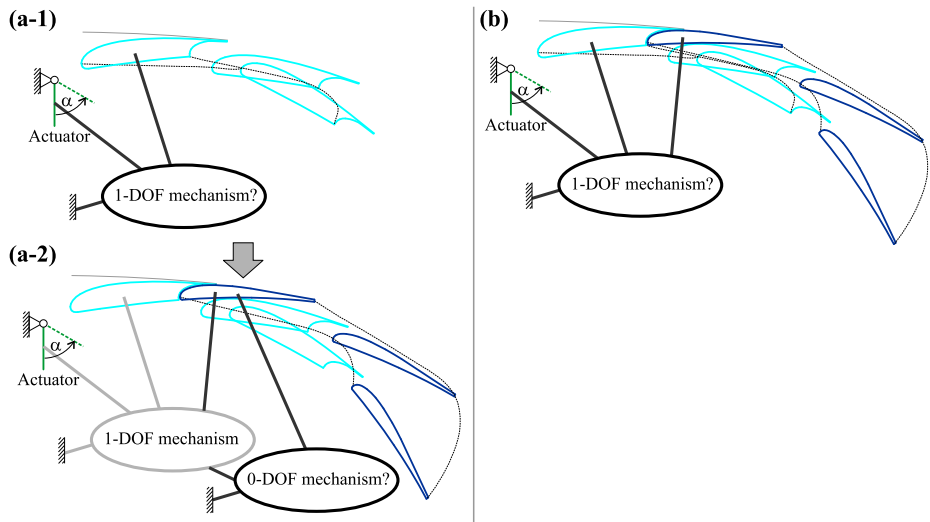 (a-1)
α
Actuator
1-DOF mechanism?
(a-2)
α
Actuator
1-DOF mechanism
0-DOF mechanism?
(b)
α
Actuator
1-DOF mechanism?